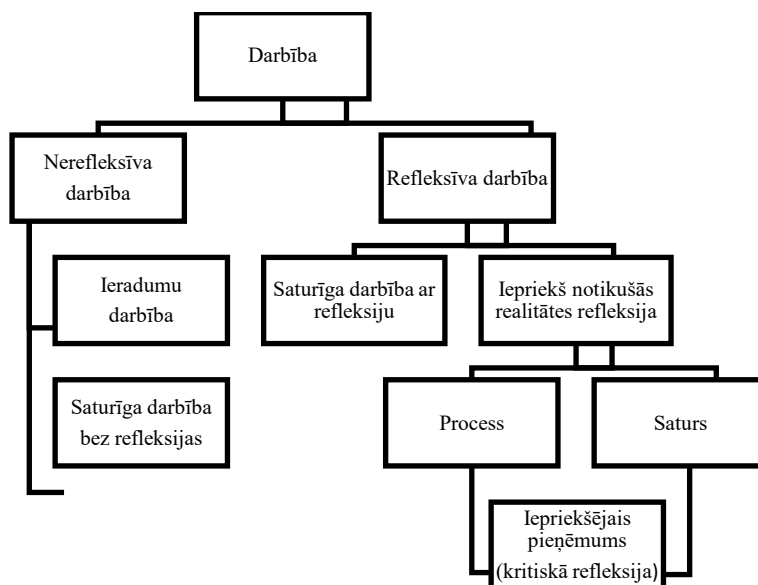 Darbība
Nerefleksīva
darbība
Refleksīva darbība
Ieradumu
darbība
Saturīga darbība ar
refleksiju
Iepriekš notikušās
realitātes refleksija
Saturīga darbība
bez refleksijas
Process
Saturs
Iepriekšējais
pieņēmums
(kritiskā refleksija)